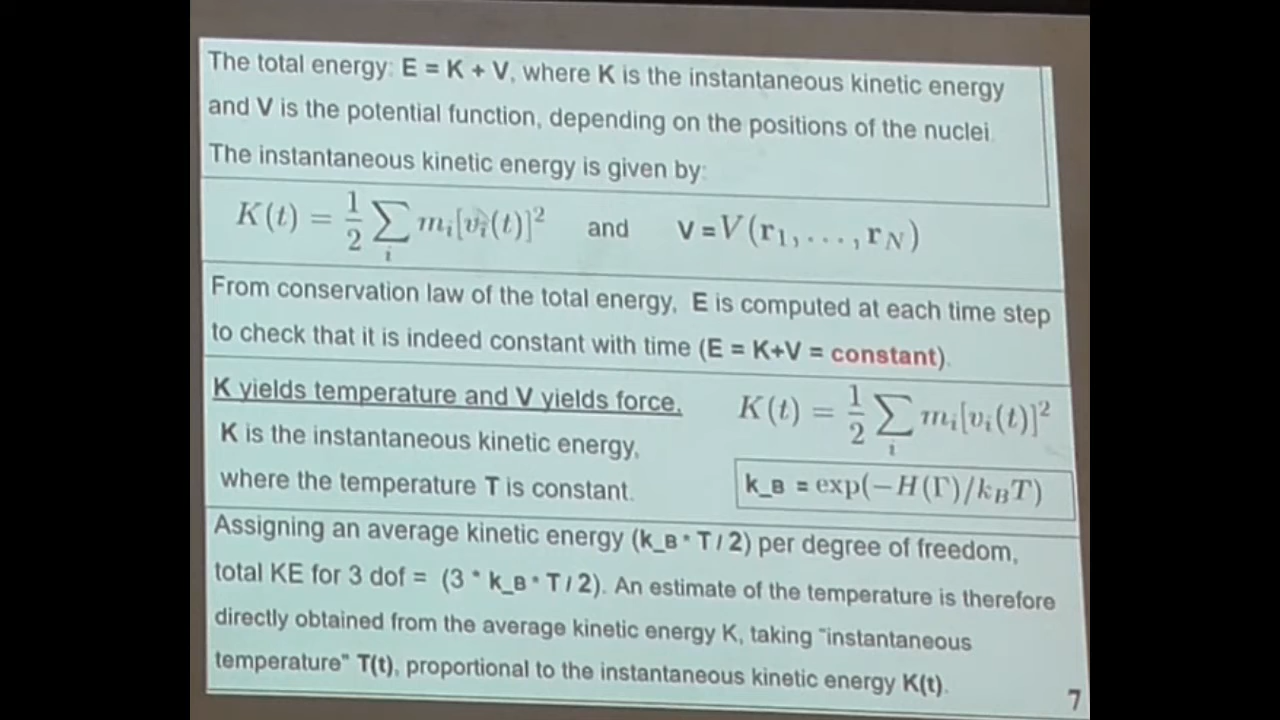 The total energy: E = K + V, where K is the instantaneous kinetic energy
and V is the potential function, depending on the positions of the nuclei.
The instantaneous kinetic energy is given by:
K(t) = 1/2 ∑_i m_i[v_i(t)]² and V = V(r₁, . . . , r_N)
From conservation law of the total energy, E is computed at each time step
to check that it is indeed constant with time (E = K+V = constant).
K yields temperature and V yields force.
K(t) = 1/2 ∑_i m_i[v_i(t)]²
K is the instantaneous kinetic energy,
where the temperature T is constant.
k_B = exp(−H(Γ)/k_BT)
Assigning an average kinetic energy (k_B * T / 2) per degree of freedom,
total KE for 3 dof = (3 * k_B * T / 2). An estimate of the temperature is therefore
directly obtained from the average kinetic energy K, taking "instantaneous
temperature" T(t), proportional to the instantaneous kinetic energy K(t).
7